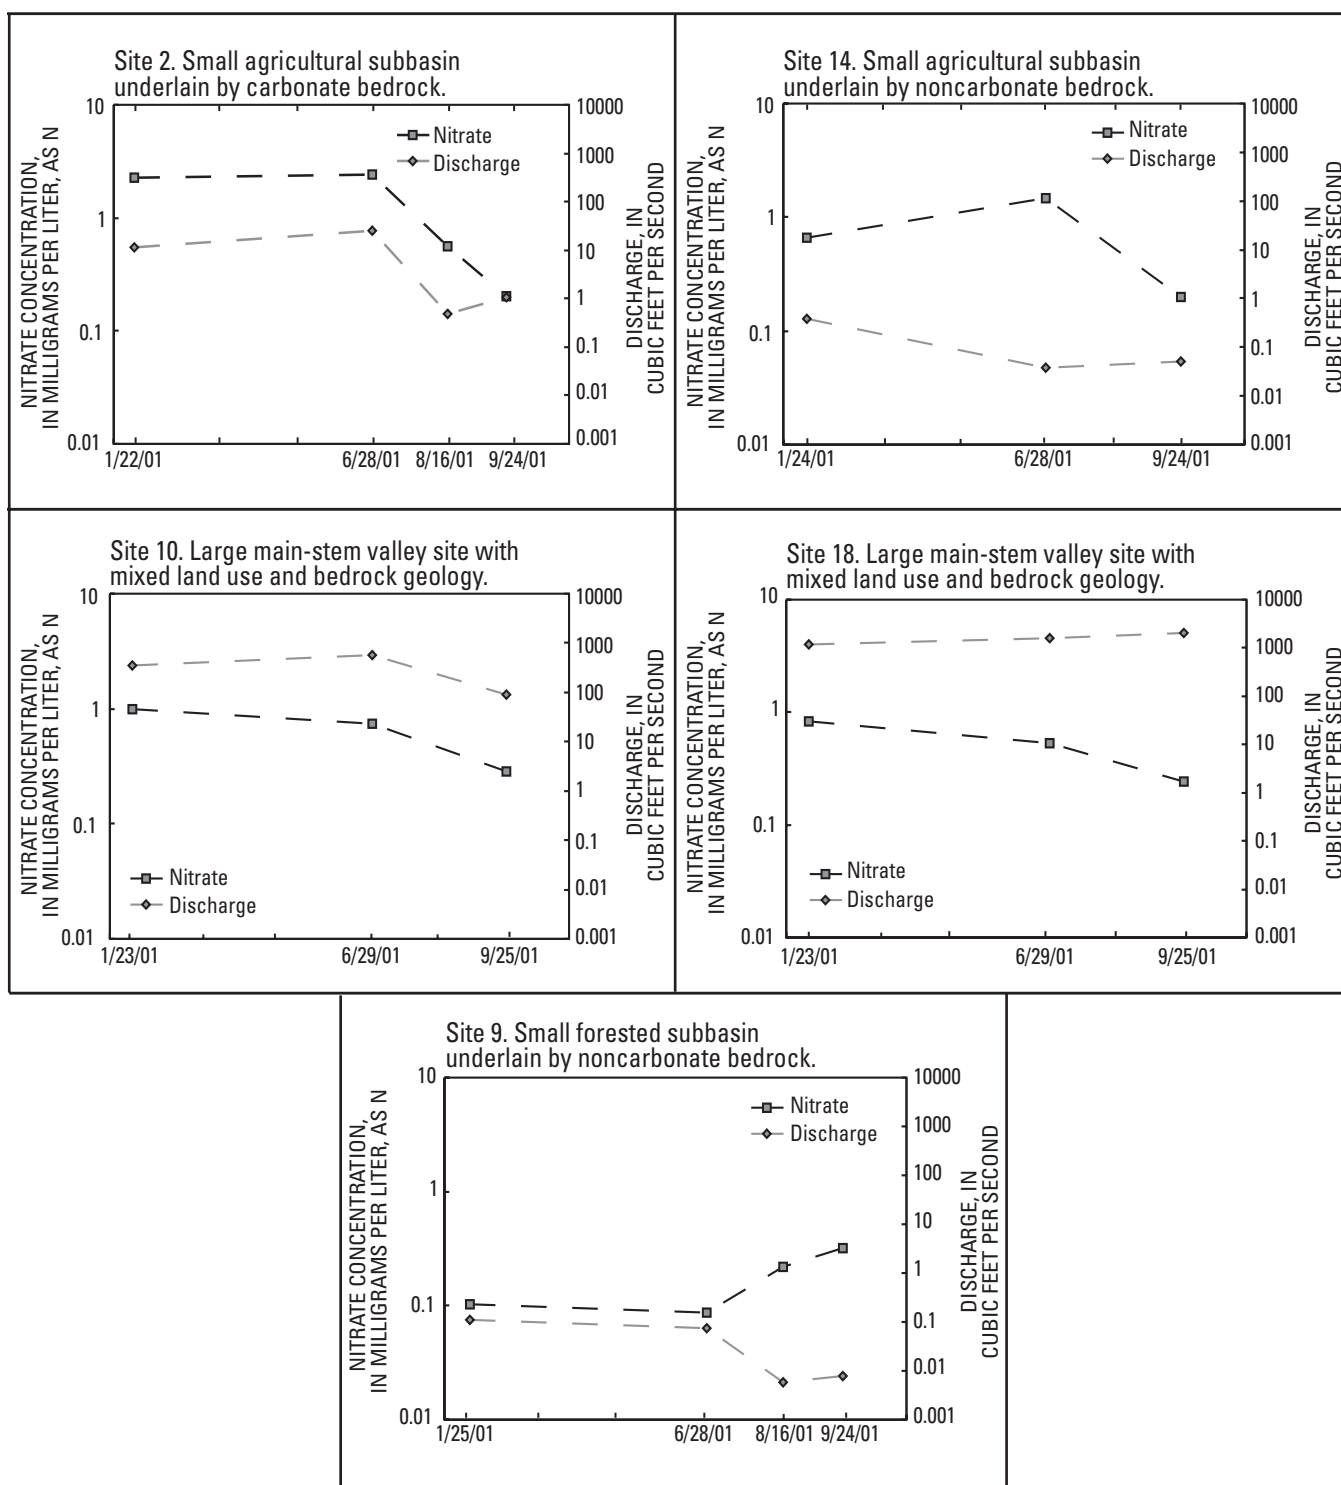 Site 2. Small agricultural subbasin
underlain by carbonate bedrock.
NITRATE CONCENTRATION,
IN MILLIGRAMS PER LITER, AS N
10
1
0.1
0.01
Nitrate
Discharge
10000
1000
100
10
1
0.1
0.01
0.001
DISCHARGE, IN
CUBIC FEET PER SECOND
1/22/01 6/28/01 8/16/01 9/24/01
Site 14. Small agricultural subbasin
underlain by noncarbonate bedrock.
NITRATE CONCENTRATION,
IN MILLIGRAMS PER LITER, AS N
10
1
0.1
0.01
Nitrate
Discharge
10000
1000
100
10
1
0.1
0.01
0.001
DISCHARGE, IN
CUBIC FEET PER SECOND
1/24/01 6/28/01 9/24/01
Site 10. Large main-stem valley site with
mixed land use and bedrock geology.
NITRATE CONCENTRATION,
IN MILLIGRAMS PER LITER, AS N
10
1
0.1
0.01
Nitrate
Discharge
10000
1000
100
10
1
0.1
0.01
0.001
DISCHARGE, IN
CUBIC FEET PER SECOND
1/23/01 6/29/01 9/25/01
Site 18. Large main-stem valley site with
mixed land use and bedrock geology.
NITRATE CONCENTRATION,
IN MILLIGRAMS PER LITER, AS N
10
1
0.1
0.01
Nitrate
Discharge
10000
1000
100
10
1
0.1
0.01
0.001
DISCHARGE, IN
CUBIC FEET PER SECOND
1/23/01 6/29/01 9/25/01
Site 9. Small forested subbasin
underlain by noncarbonate bedrock.
NITRATE CONCENTRATION,
IN MILLIGRAMS PER LITER, AS N
10
1
0.1
0.01
Nitrate
Discharge
10000
1000
100
10
1
0.1
0.01
0.001
DISCHARGE, IN
CUBIC FEET PER SECOND
1/25/01 6/28/01 8/16/01 9/24/01